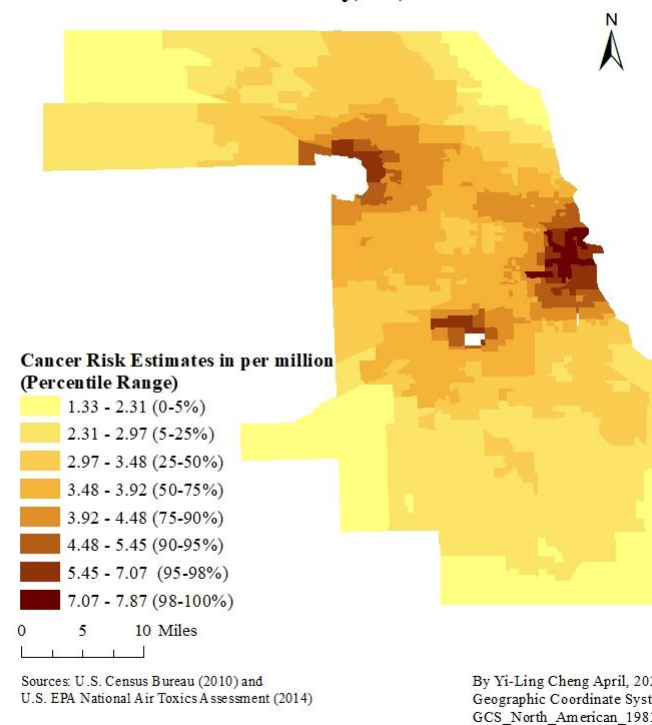 N
Cancer Risk Estimates in per million
(Percentile Range)
1.33 - 2.31 (0-5%)
2.31 - 2.97 (5-25%)
2.97 - 3.48 (25-50%)
3.48 - 3.92 (50-75%)
3.92 - 4.48 (75-90%)
4.48 - 5.45 (90-95%)
5.45 - 7.07 (95-98%)
7.07 - 7.87 (98-100%)
0 5 10 Miles
Sources: U.S. Census Bureau (2010) and
U.S. EPA National Air Toxics Assessment (2014)
By Yi-Ling Cheng April,
Geographic Coordinate